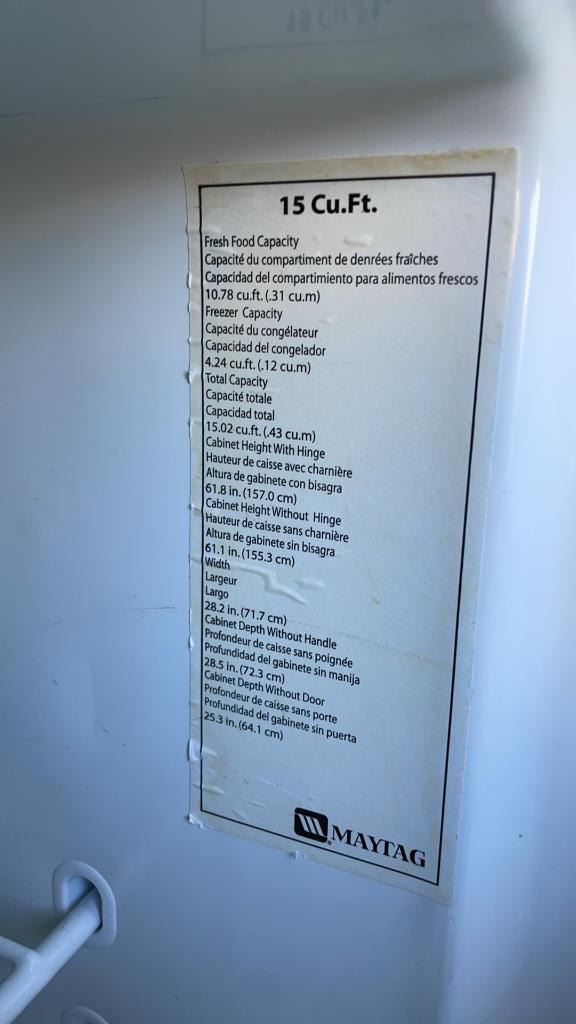 15 Cu.Ft.
Fresh Food Capacity
Capacité du compartiment de denrées fraîches
Capacidad del compartimiento para alimentos frescos
10.78 cu.ft. (.31 cu.m)
Freezer Capacity
Capacité du congélateur
Capacidad del congelador
4.24 cu.ft. (.12 cu.m)
Total Capacity
Capacité totale
Capacidad total
15.02 cu.ft. (.43 cu.m)
Cabinet Height With Hinge
Hauteur de caisse avec charnière
Altura de gabinete con bisagra
61.8 in. (157.0 cm)
Cabinet Height Without Hinge
Hauteur de caisse sans charnière
Altura de gabinete sin bisagra
61.1 in. (155.3 cm)
Width
Largeur
Largo
28.2 in. (71.7 cm)
Cabinet Depth Without Handle
Profondeur de caisse sans poignée
Profundidad del gabinete sin manija
28.5 in. (72.3 cm)
Cabinet Depth Without Door
Profondeur de caisse sans porte
Profundidad del gabinete sin puerta
25.3 in. (64.1 cm)
MAYTAG